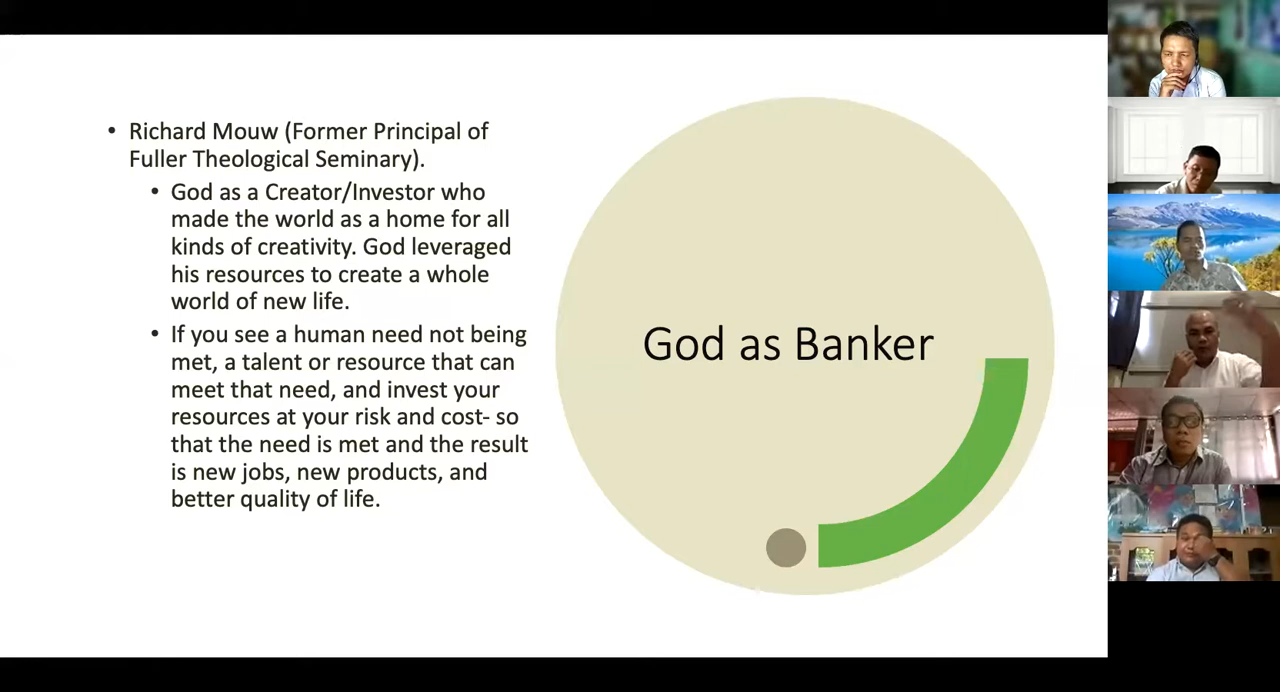 • Richard Mouw (Former Principal of
Fuller Theological Seminary).
• God as a Creator/Investor who
made the world as a home for all
kinds of creativity. God leveraged
his resources to create a whole
world of new life.
• If you see a human need not being
met, a talent or resource that can
meet that need, and invest your
resources at your risk and cost- so
that the need is met and the result
is new jobs, new products, and
better quality of life.
God as Banker